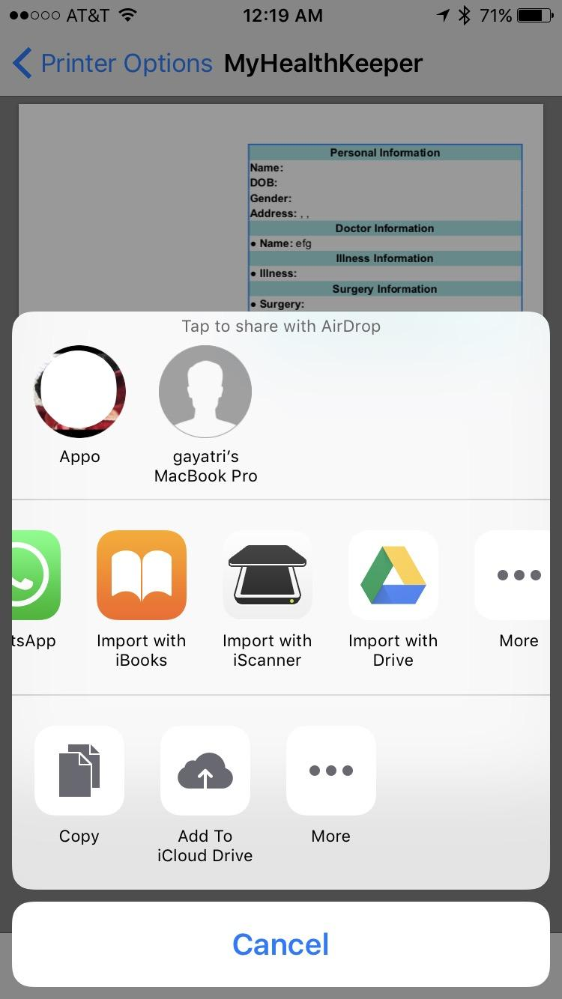 AT&T 12:19 AM 71%
Printer Options MyHealthKeeper
Personal Information
Name:
DOB:
Gender:
Address: , ,
Doctor Information
● Name: efg
Illness Information
● Illness:
Surgery Information
● Surgery:
Tap to share with AirDrop
Appo
gayatri’s
MacBook Pro
tsApp
Import with
iBooks
Import with
iScanner
Import with
Drive
More
Copy
Add To
iCloud Drive
More
Cancel